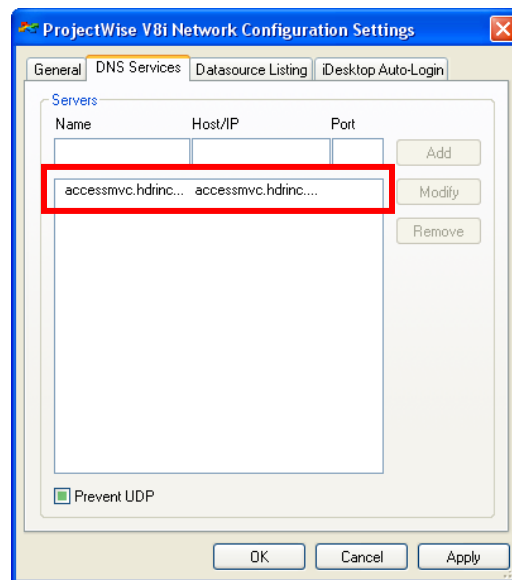 ProjectWise V8i Network Configuration Settings
General DNS Services Datasource Listing iDesktop Auto-Login
Servers
Name Host/IP Port
Add
accessmvc.hdrinc... accessmvc.hdrinc.... Modify
Remove
Prevent UDP
OK Cancel Apply